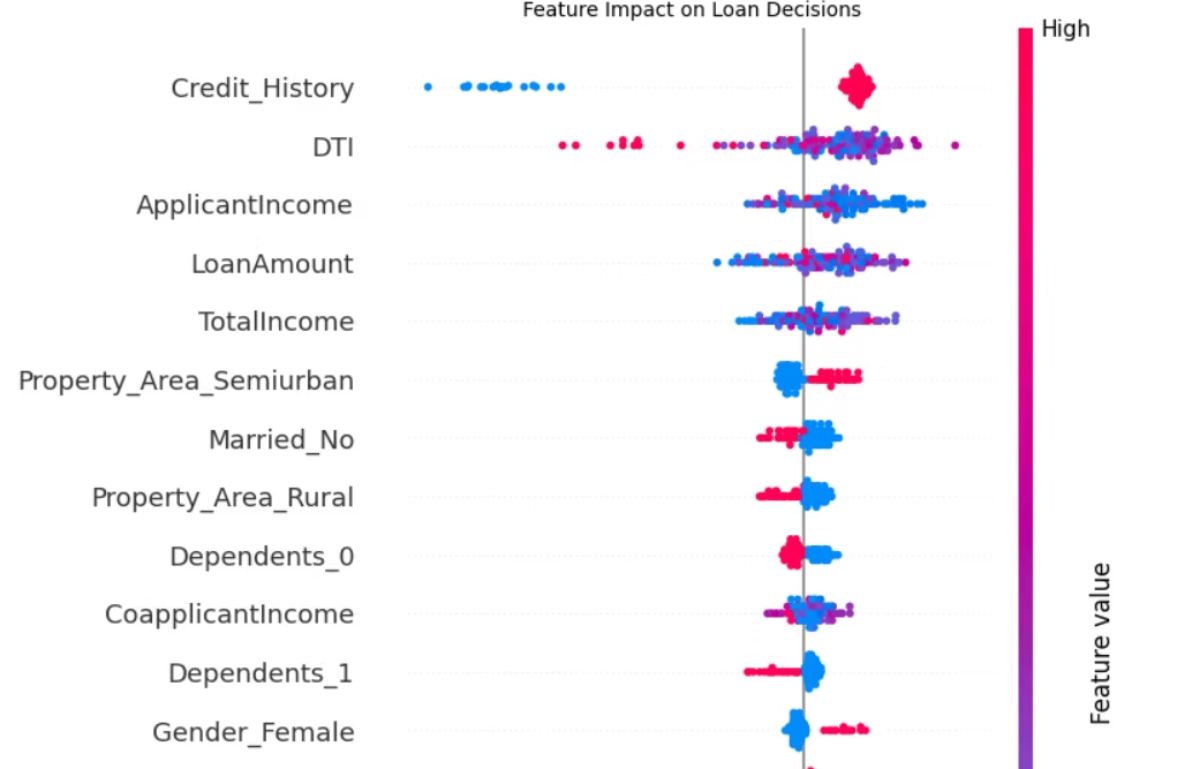 Feature Impact on Loan Decisions
High
Credit_History
DTI
ApplicantIncome
LoanAmount
TotalIncome
Property_Area_Semiurban
Married_No
Property_Area_Rural
Dependents_0
CoapplicantIncome
Dependents_1
Gender_Female
Feature value